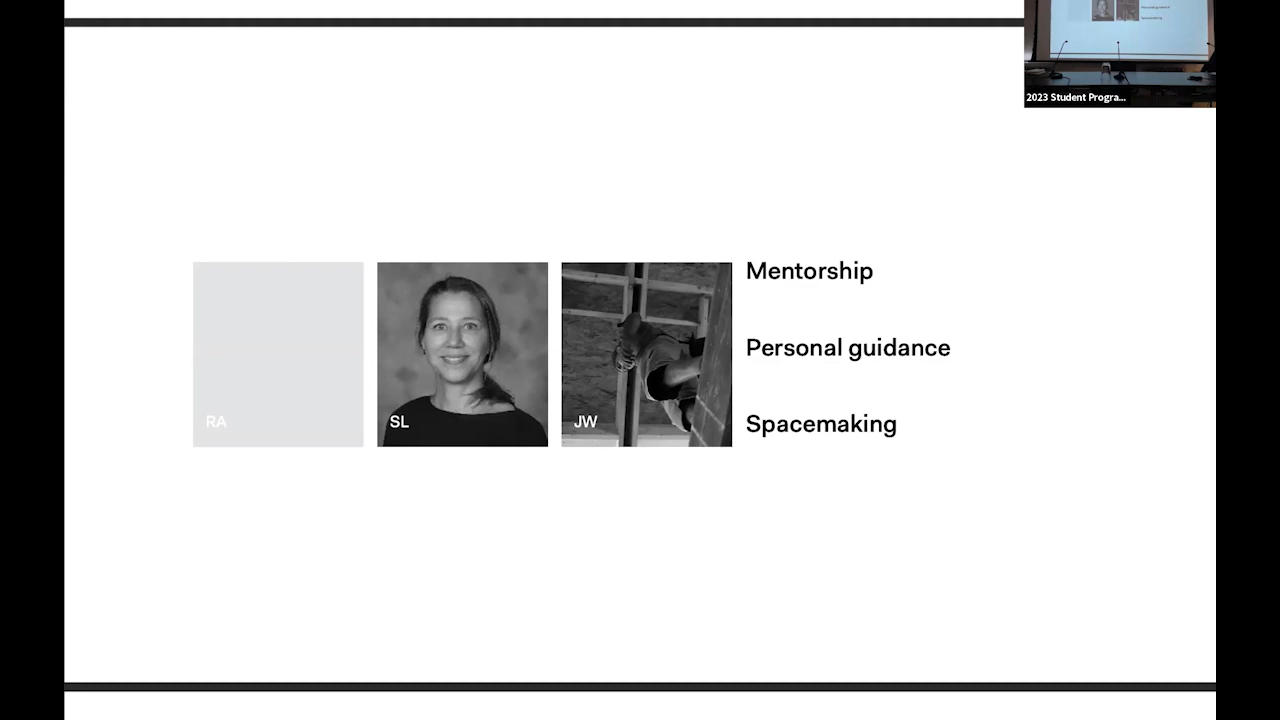 2023 Student Progra...
Mentorship
Personal guidance
Spacemaking
RA
SL
JW